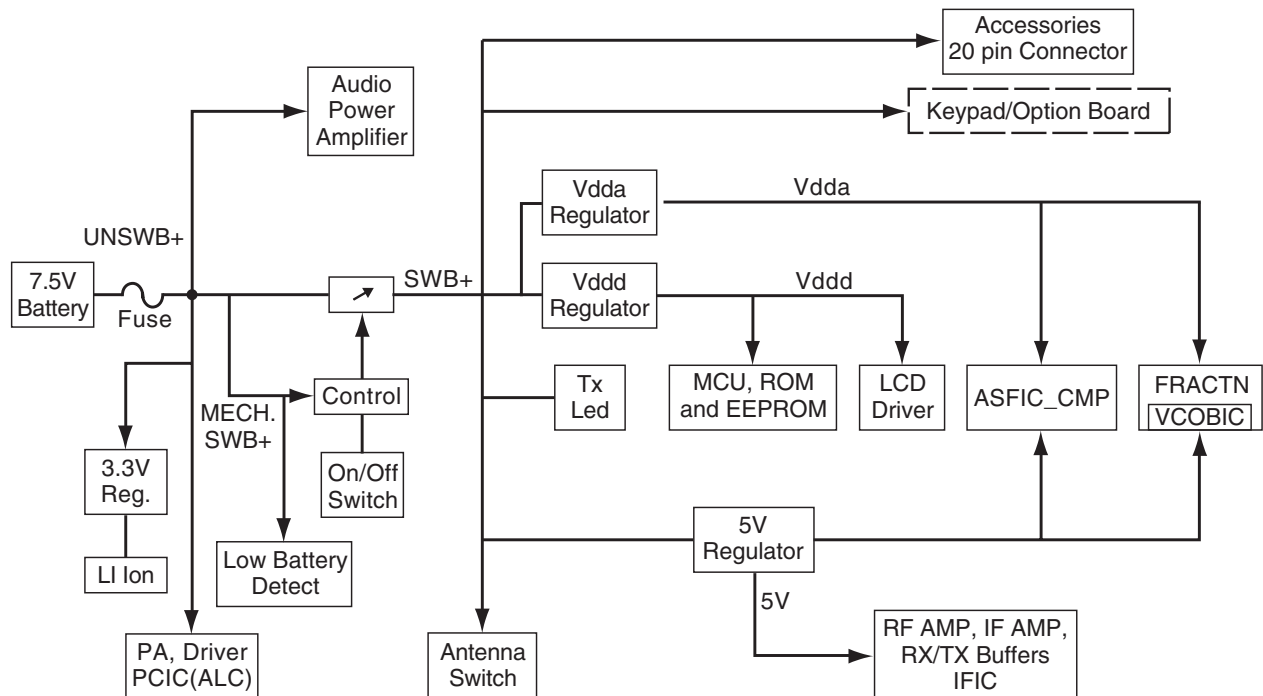 Accessories
20 pin Connector
Audio
Power
Amplifier
Keypad/Option Board
Vdda
Regulator
Vdda
UNSWB+
7.5V
Battery
Fuse
SWB+
Vddd
Regulator
Vddd
MECH.
SWB+
Control
Tx
Led
MCU, ROM
and EEPROM
LCD
Driver
ASFIC_CMP
FRACTN
VCOBIC
3.3V
Reg.
On/Off
Switch
LI Ion
Low Battery
Detect
5V
Regulator
5V
PA, Driver
PCIC(ALC)
Antenna
Switch
RF AMP, IF AMP,
RX/TX Buffers
IFIC